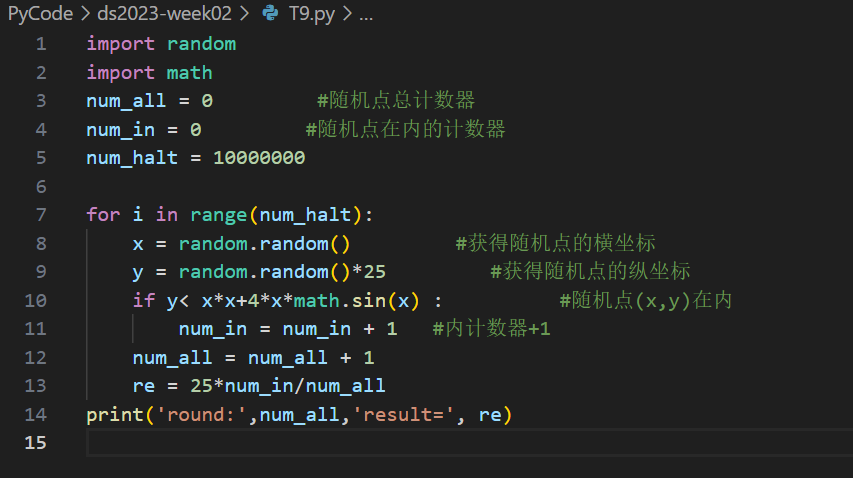 PyCode > ds2023-week02 > T9.py > ...
1 import random
2 import math
3 num_all = 0 #随机点总计数器
4 num_in = 0 #随机点在内的计数器
5 num_halt = 10000000
6
7 for i in range(num_halt):
8 x = random.random() #获得随机点的横坐标
9 y = random.random()*25 #获得随机点的纵坐标
10 if y< x*x+4*x*math.sin(x) : #随机点(x,y)在内
11 num_in = num_in + 1 #内计数器+1
12 num_all = num_all + 1
13 re = 25*num_in/num_all
14 print('round:',num_all,'result=', re)
15